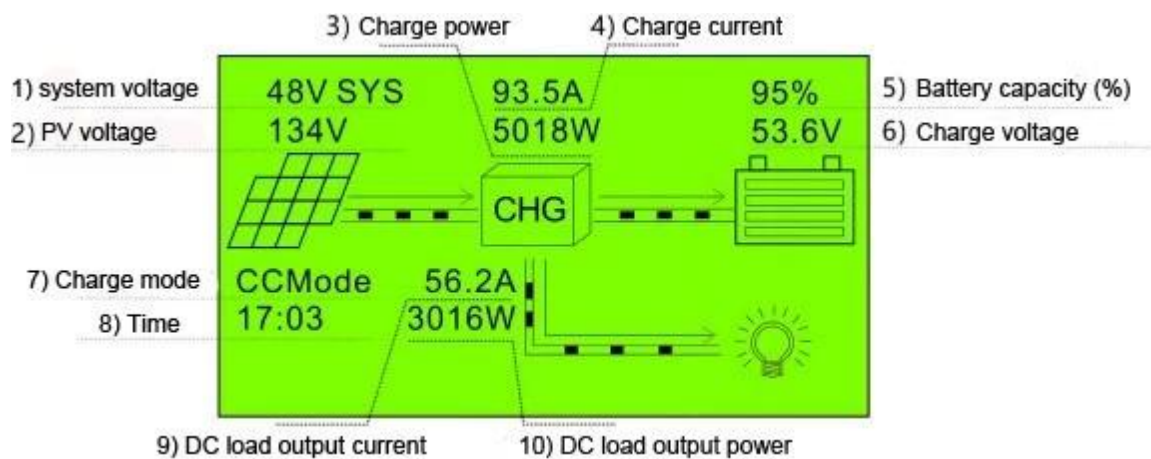 3) Charge power
4) Charge current
1) system voltage
48V SYS
93.5A
95%
5) Battery capacity (%)
2) PV voltage
134V
5018W
53.6V
6) Charge voltage
CHG
7) Charge mode
CCMode
56.2A
8) Time
17:03
3016W
9) DC load output current
10) DC load output power